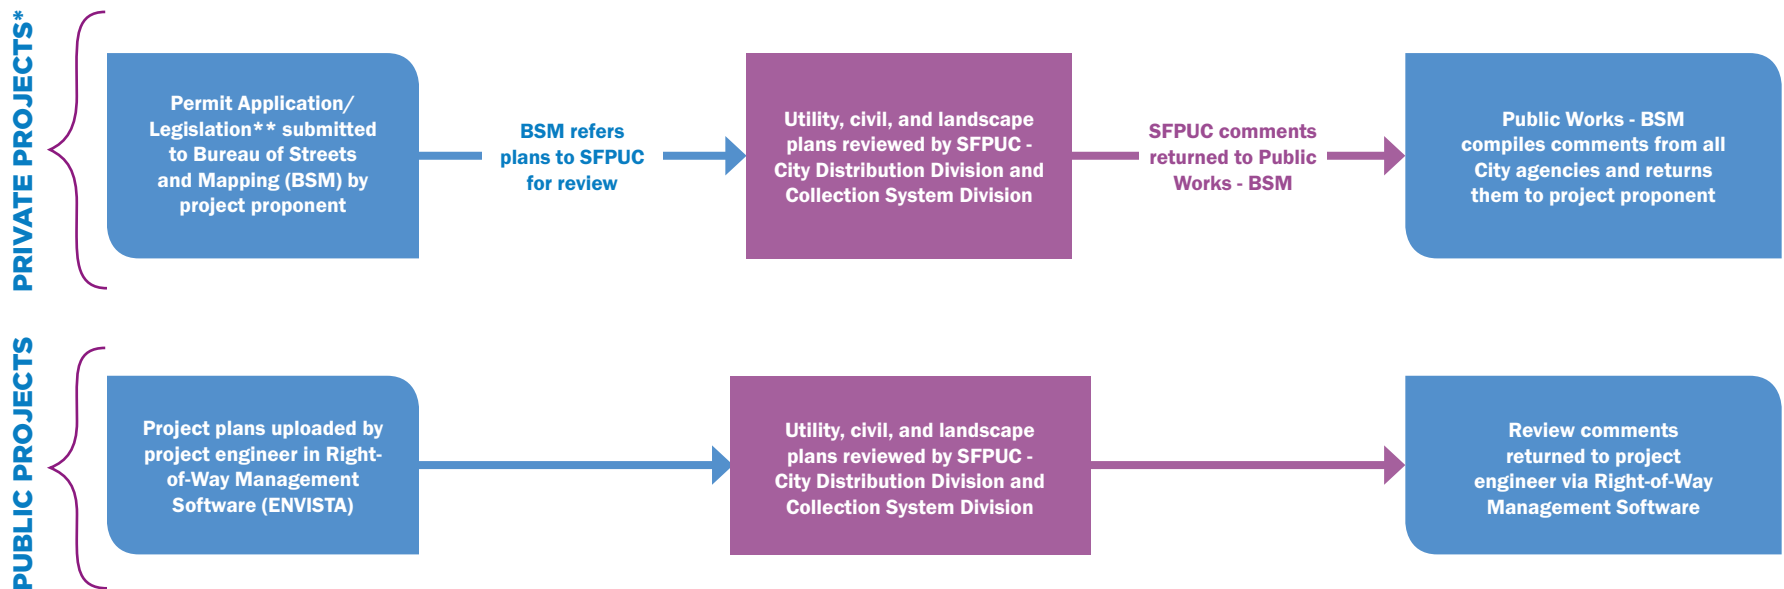 PRIVATE PROJECTS*
Permit Application/
Legislation** submitted
to Bureau of Streets
and Mapping (BSM) by
project proponent
BSM refers
plans to SFPUC
for review
Utility, civil, and landscape
plans reviewed by SFPUC -
City Distribution Division and
Collection System Division
SFPUC comments
returned to Public
Works - BSM
Public Works - BSM
compiles comments from all
City agencies and returns
them to project proponent
PUBLIC PROJECTS
Project plans uploaded by
project engineer in Right-
of-Way Management
Software (ENVISTA)
Utility, civil, and landscape
plans reviewed by SFPUC -
City Distribution Division and
Collection System Division
Review comments
returned to project
engineer via Right-of-Way
Management Software